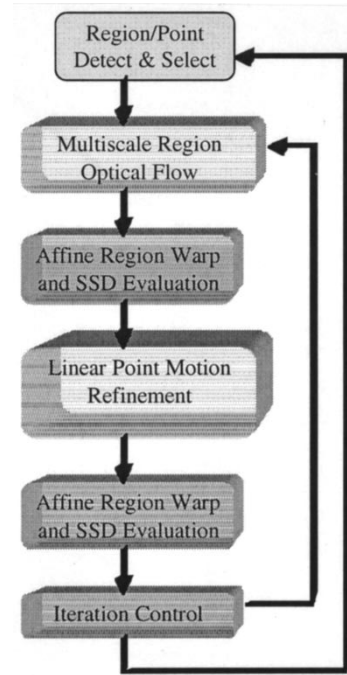 Region/Point
Detect & Select
Multiscale Region
Optical Flow
Affine Region Warp
and SSD Evaluation
Linear Point Motion
Refinement
Affine Region Warp
and SSD Evaluation
Iteration Control